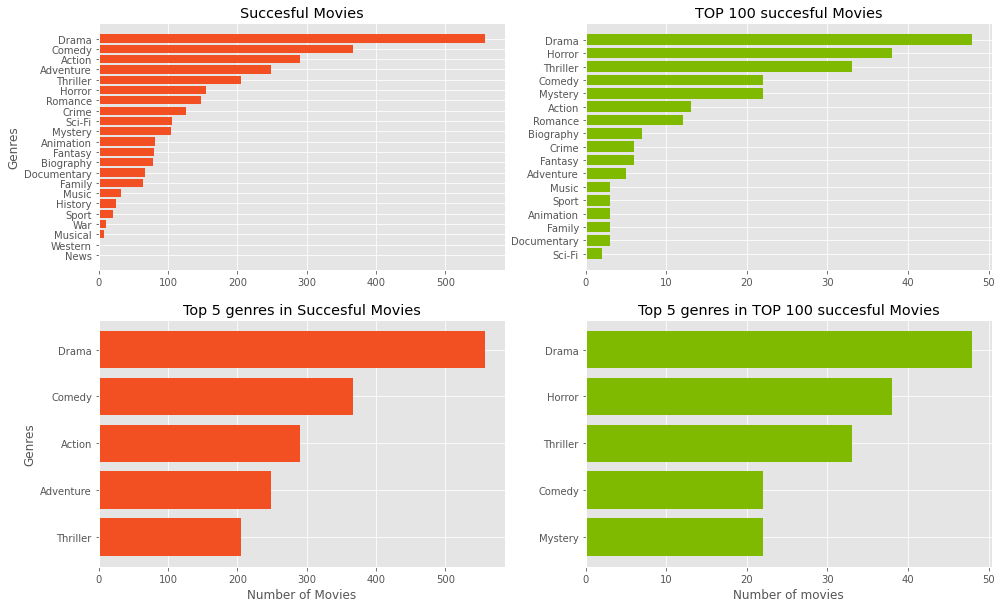 Succesful Movies
Genres
Drama
Comedy
Action
Adventure
Thriller
Horror
Romance
Crime
Sci-Fi
Mystery
Animation
Fantasy
Biography
Documentary
Family
Music
History
Sport
War
Musical
Western
News
0 100 200 300 400 500
TOP 100 succesful Movies
Drama
Horror
Thriller
Comedy
Mystery
Action
Romance
Biography
Crime
Fantasy
Adventure
Music
Sport
Animation
Family
Documentary
Sci-Fi
0 10 20 30 40 50
Top 5 genres in Succesful Movies
Genres
Drama
Comedy
Action
Adventure
Thriller
0 100 200 300 400 500
Number of Movies
Top 5 genres in TOP 100 succesful Movies
Drama
Horror
Thriller
Comedy
Mystery
0 10 20 30 40 50
Number of movies